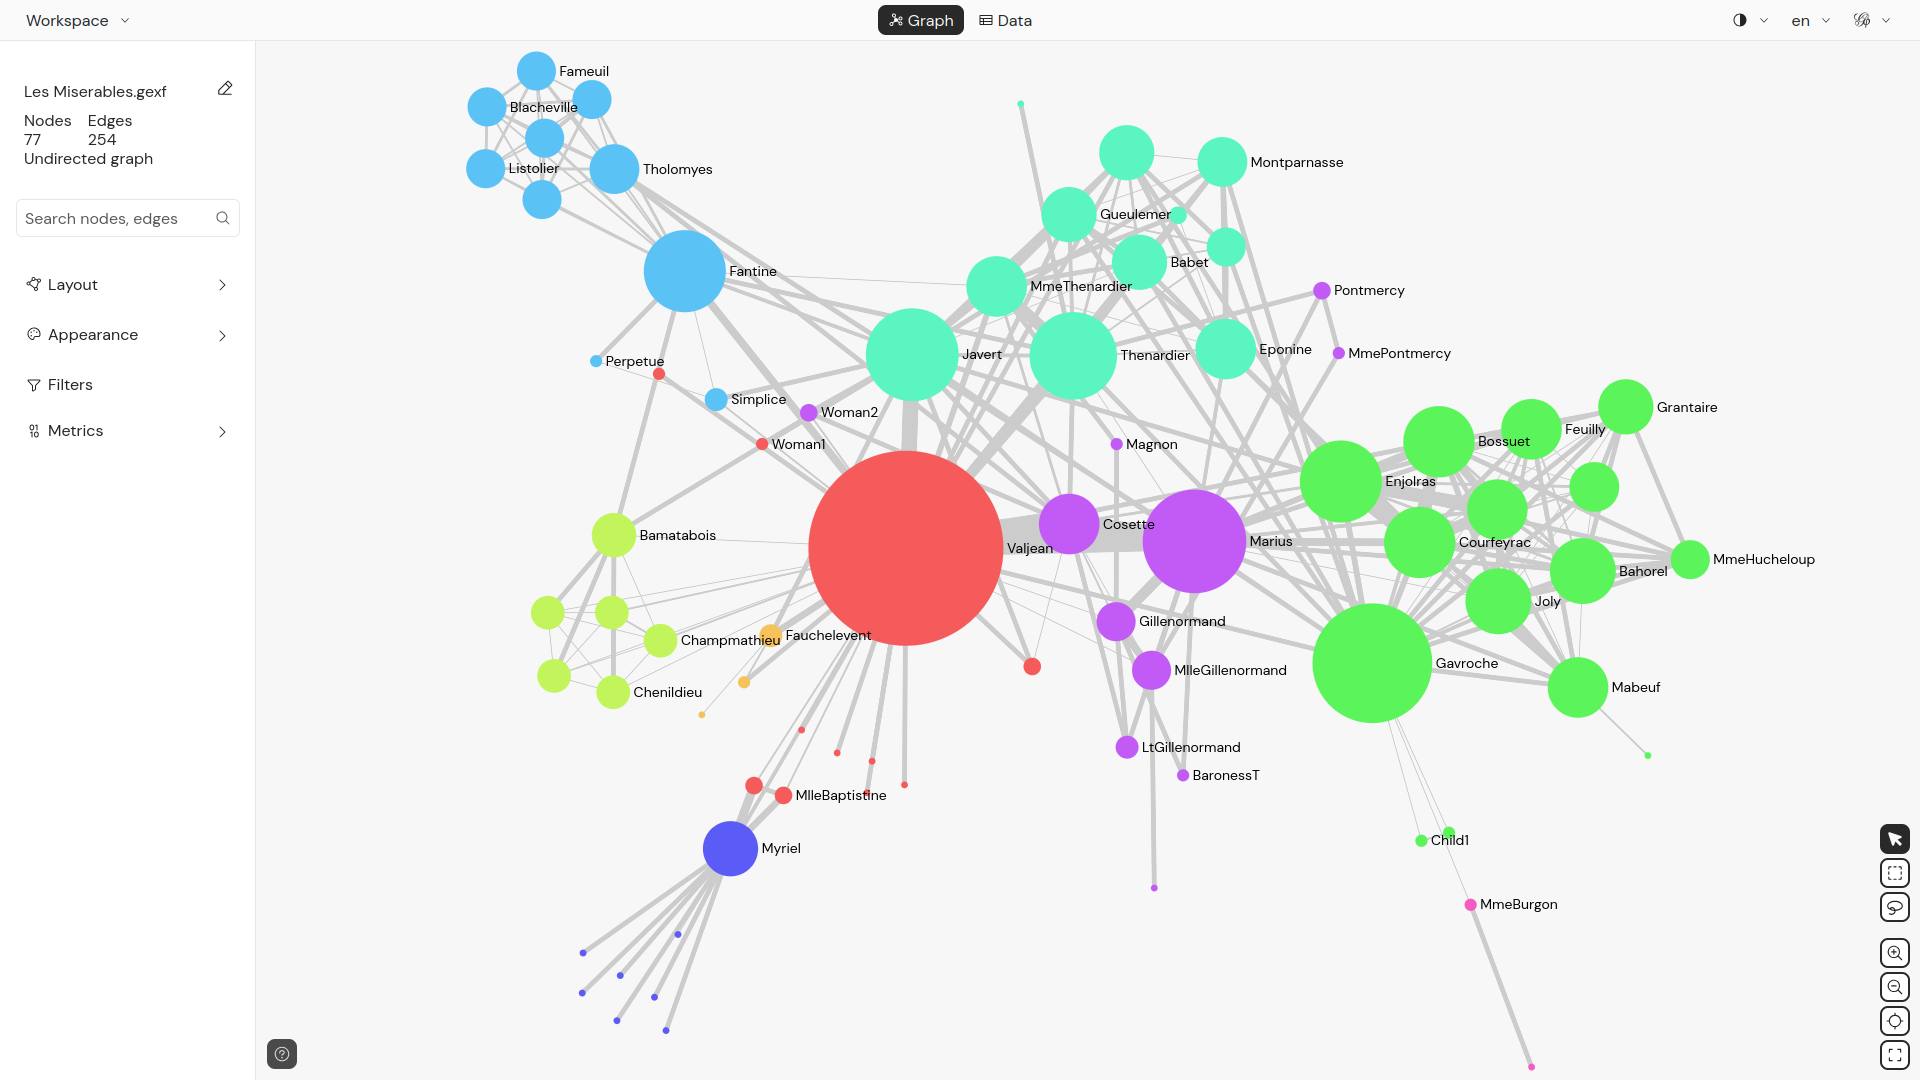 Workspace
Graph
Data
en
Les Miserables.gexf
Nodes Edges
77 254
Undirected graph
Search nodes, edges
Layout
Appearance
Filters
Metrics
Fameuil
Blacheville
Listolier
Tholomyes
Montparnasse
Gueulemer
Babet
Fantine
MmeThenardier
Pontmercy
Javert
Thenardier
Eponine
MmePontmercy
Perpetue
Simplice
Woman2
Grantaire
Feuilly
Bossuet
Woman1
Magnon
Enjolras
Cosette
Bamatabois
Valjean
Marius
Courfeyrac
MmeHucheloup
Bahorel
Joly
Gillenormand
Fauchelevent
Champmathieu
Gavroche
MlleGillenormand
Mabeuf
Chenildieu
LtGillenormand
BaronessT
MlleBaptistine
Child1
Myriel
MmeBurgon